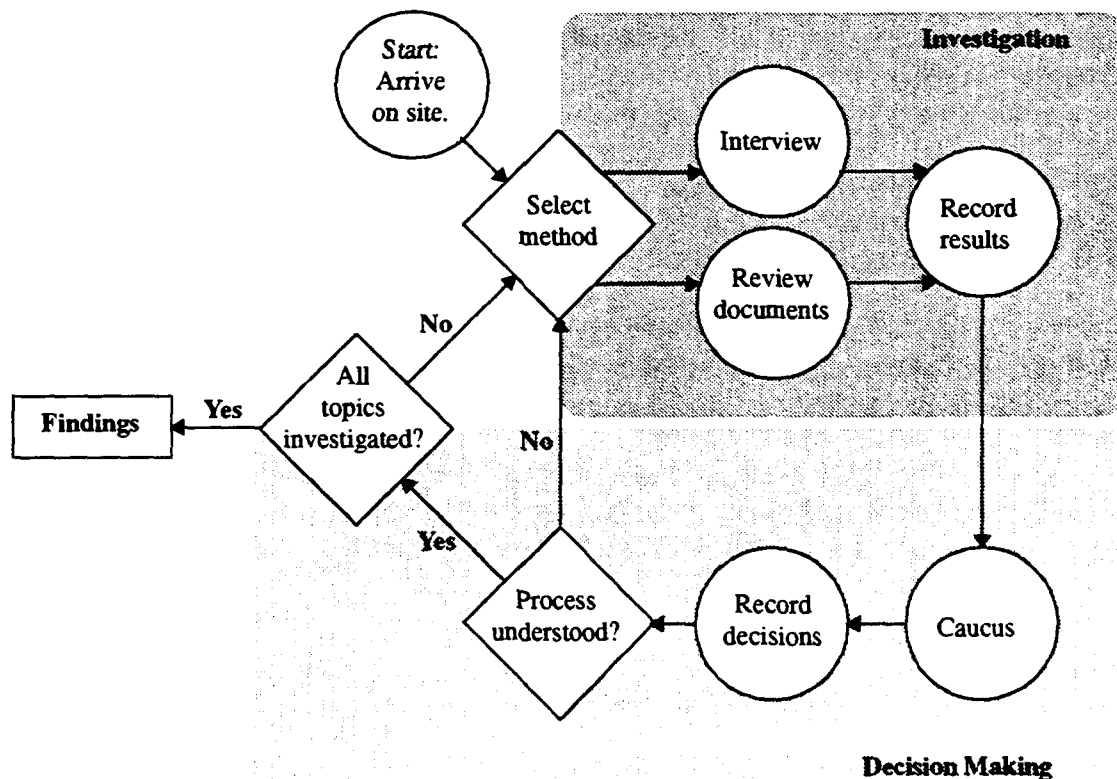 Start:
Arrive
on site.
Investigation
Interview
Select
method
Record
results
Review
documents
No
All
topics
investigated?
Yes
Findings
No
Yes
Process
understood?
Record
decisions
Caucus
Decision Making